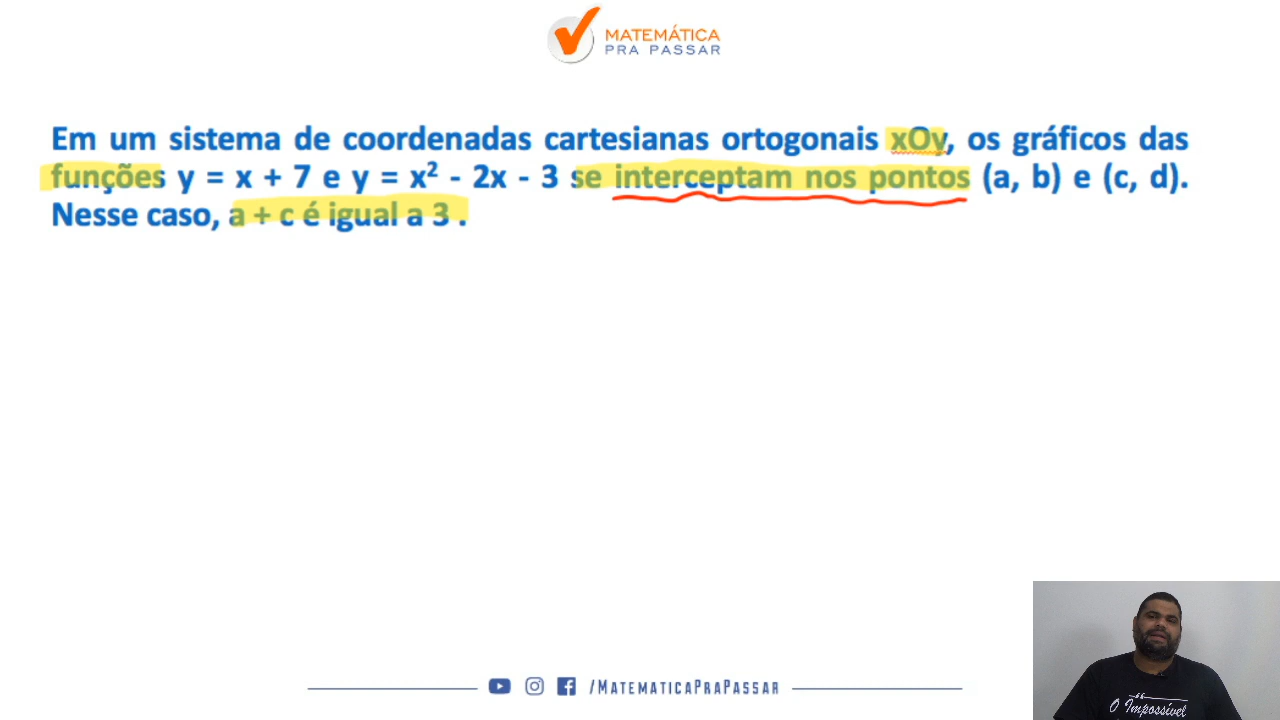 MATEMÁTICA
PRA PASSAR
Em um sistema de coordenadas cartesianas ortogonais xOy, os gráficos das
funções y = x + 7 e y = x² - 2x - 3 se interceptam nos pontos (a, b) e (c, d).
Nesse caso, a + c é igual a 3 .
/MATEMATICAPRAPASSAR
O Impossível